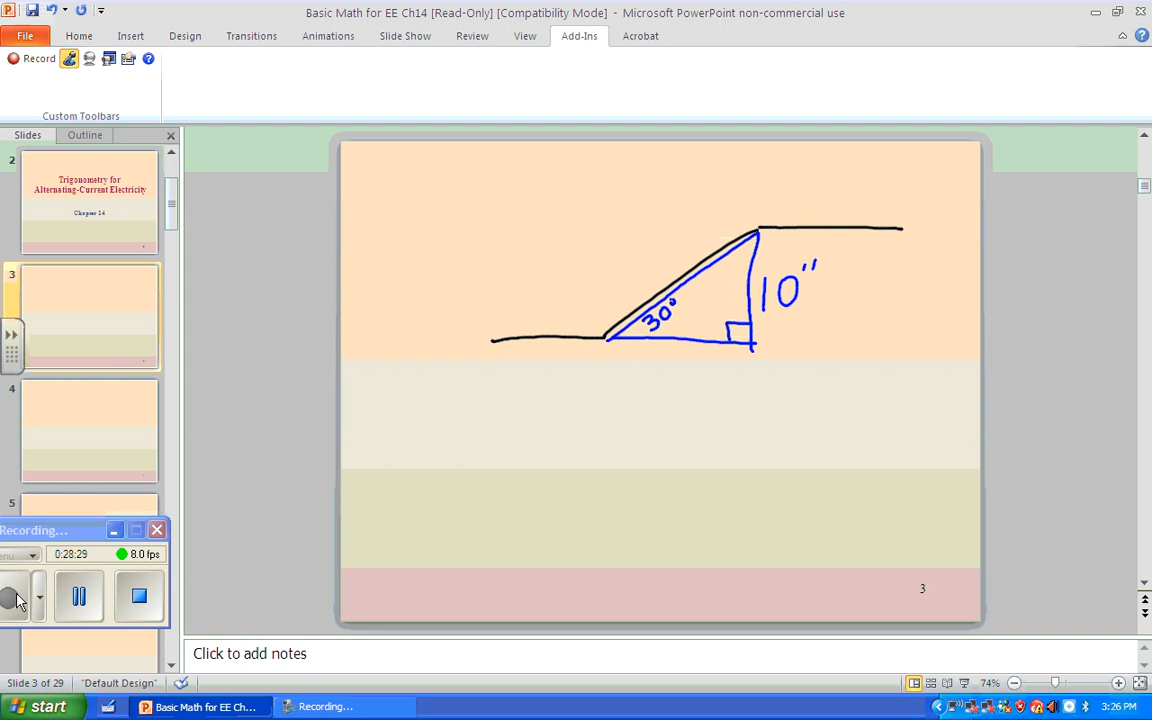 Basic Math for EE Ch14 [Read-Only] [Compatibility Mode] - Microsoft PowerPoint non-commercial use
File Home Insert Design Transitions Animations Slide Show Review View Add-Ins Acrobat
Record
Custom Toolbars
Slides Outline
2
Trigonometry for
Alternating-Current Electricity
Chapter 14
3
4
5
30°
10"
3
Recording...
0:28:29 8.0 fps
Click to add notes
Slide 3 of 29 "Default Design" 74%
start Basic Math for EE Ch... Recording... 3:26 PM